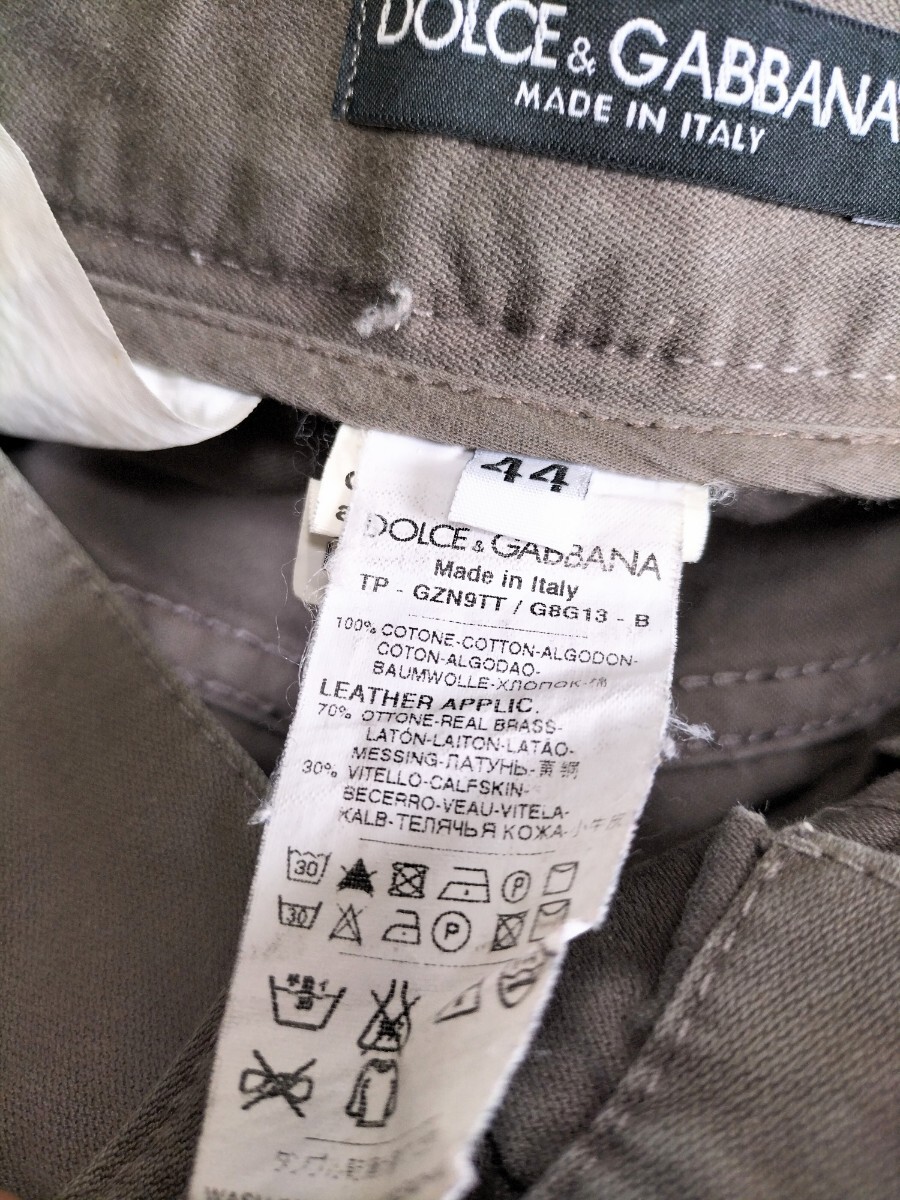 DOLCE & GABBANA
MADE IN ITALY
44
DOLCE & GABBANA
Made in Italy
TP - GZN9TT / G8G13 - B
100% COTONE-COTTON-ALGODON-
COTON-ALGODAO-
BAUMWOLLE-ХЛОПОК-棉
LEATHER APPLIC.
70% OTTONE-REAL BRASS-
LATÓN-LAITON-LATÃO-
MESSING-ЛАТУНЬ-黄铜
30% VITELLO-CALFSKIN-
BECERRO-VEAU-VITELA-
KALB-ТЕЛЯЧЬЯ КОЖА-小牛皮
30 P
30 P